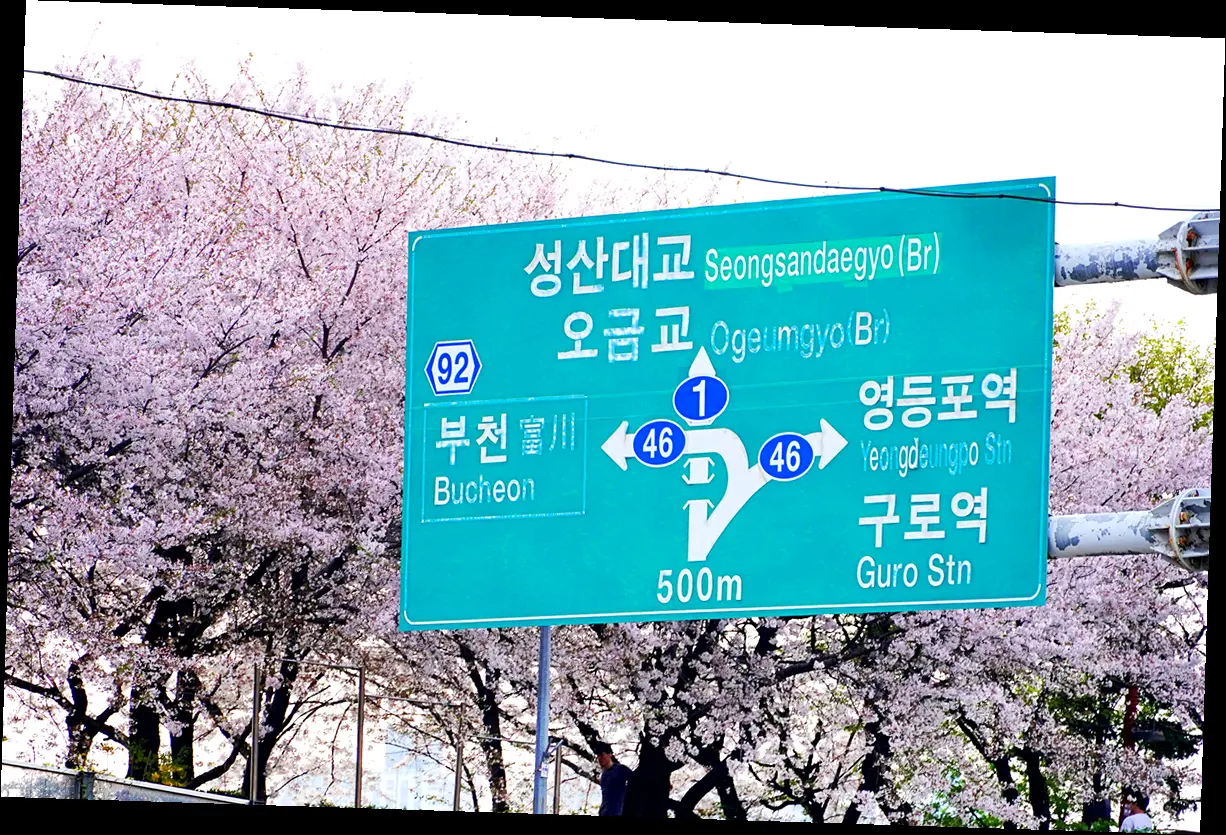 성산대교 Seongsandaegyo(Br)
오금교 Ogeumgyo(Br)
92
1
46
46
부천 富川
Bucheon
영등포역
Yeongdeungpo Stn
구로역
Guro Stn
500m